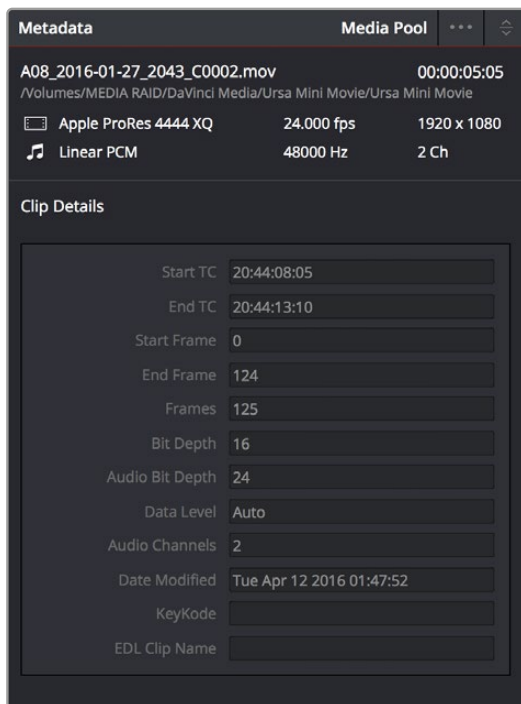 Metadata Media Pool •••
A08_2016-01-27_2043_C0002.mov 00:00:05:05
/Volumes/MEDIA RAID/DaVinci Media/Ursa Mini Movie/Ursa Mini Movie
Apple ProRes 4444 XQ 24.000 fps 1920 x 1080
Linear PCM 48000 Hz 2 Ch
Clip Details
Start TC 20:44:08:05
End TC 20:44:13:10
Start Frame 0
End Frame 124
Frames 125
Bit Depth 16
Audio Bit Depth 24
Data Level Auto
Audio Channels 2
Date Modified Tue Apr 12 2016 01:47:52
KeyKode
EDL Clip Name